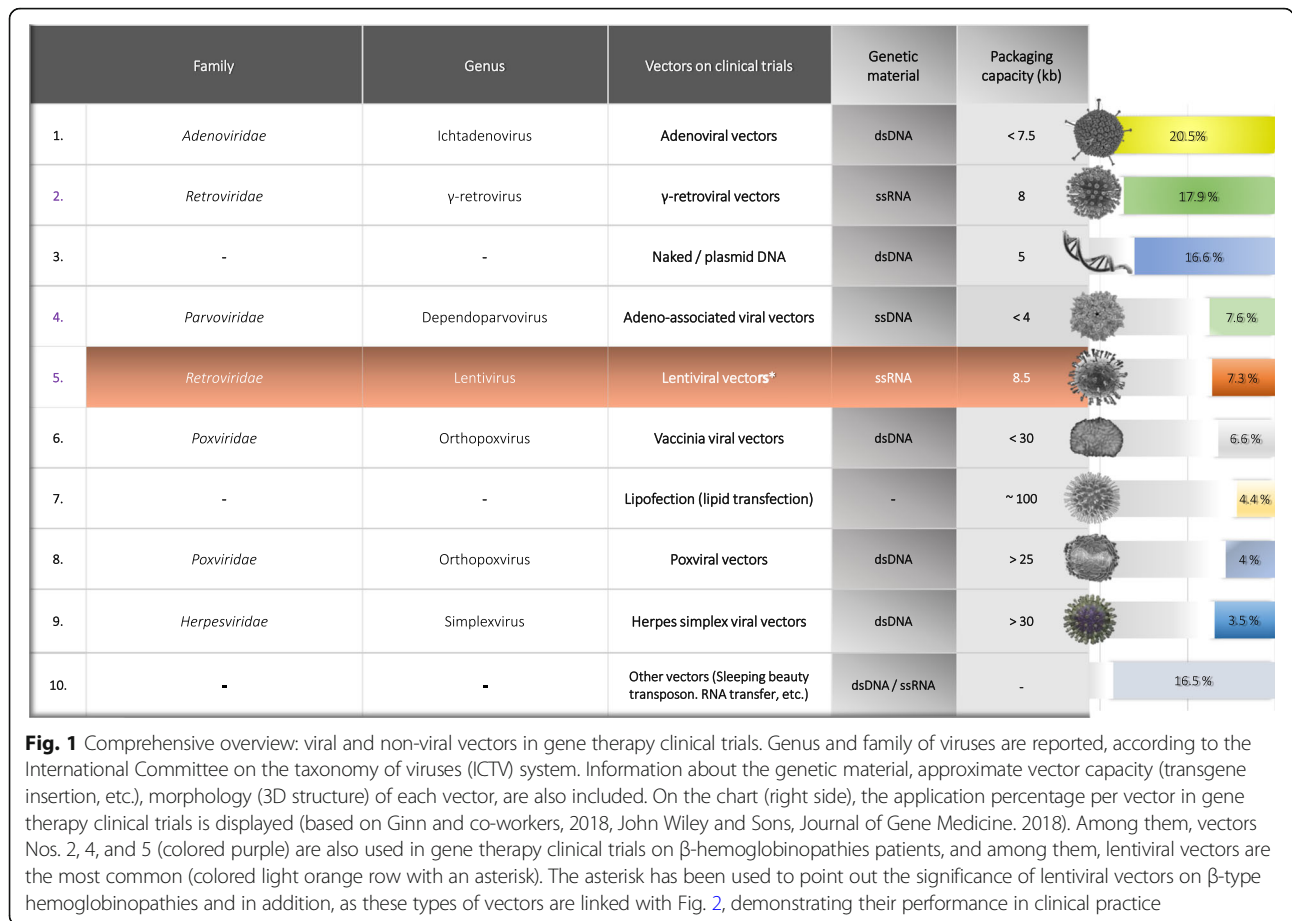 Family Genus Vectors on clinical trials Genetic material Packaging capacity (kb)
1. Adenoviridae Ichtadenovirus Adenoviral vectors dsDNA < 7.5 20.5%
2. Retroviridae γ-retrovirus γ-retroviral vectors ssRNA 8 17.9 %
3. - - Naked / plasmid DNA dsDNA 5 16.6 %
4. Parvoviridae Dependoparvovirus Adeno-associated viral vectors ssDNA < 4 7.6 %
5. Retroviridae Lentivirus Lentiviral vectors* ssRNA 8.5 7.3 %
6. Poxviridae Orthopoxvirus Vaccinia viral vectors dsDNA < 30 6.6 %
7. - - Lipofection (lipid transfection) - ~ 100 4.4 %
8. Poxviridae Orthopoxvirus Poxviral vectors dsDNA > 25 4 %
9. Herpesviridae Simplexvirus Herpes simplex viral vectors dsDNA > 30 3.5 %
10. - - Other vectors (Sleeping beauty transposon. RNA transfer, etc.) dsDNA / ssRNA - 16.5 %
Fig. 1 Comprehensive overview: viral and non-viral vectors in gene therapy clinical trials. Genus and family of viruses are reported, according to the
International Committee on the taxonomy of viruses (ICTV) system. Information about the genetic material, approximate vector capacity (transgene
insertion, etc.), morphology (3D structure) of each vector, are also included. On the chart (right side), the application percentage per vector in gene
therapy clinical trials is displayed (based on Ginn and co-workers, 2018, John Wiley and Sons, Journal of Gene Medicine. 2018). Among them, vectors
Nos. 2, 4, and 5 (colored purple) are also used in gene therapy clinical trials on β-hemoglobinopathies patients, and among them, lentiviral vectors are
the most common (colored light orange row with an asterisk). The asterisk has been used to point out the significance of lentiviral vectors on β-type
hemoglobinopathies and in addition, as these types of vectors are linked with Fig. 2, demonstrating their performance in clinical practice